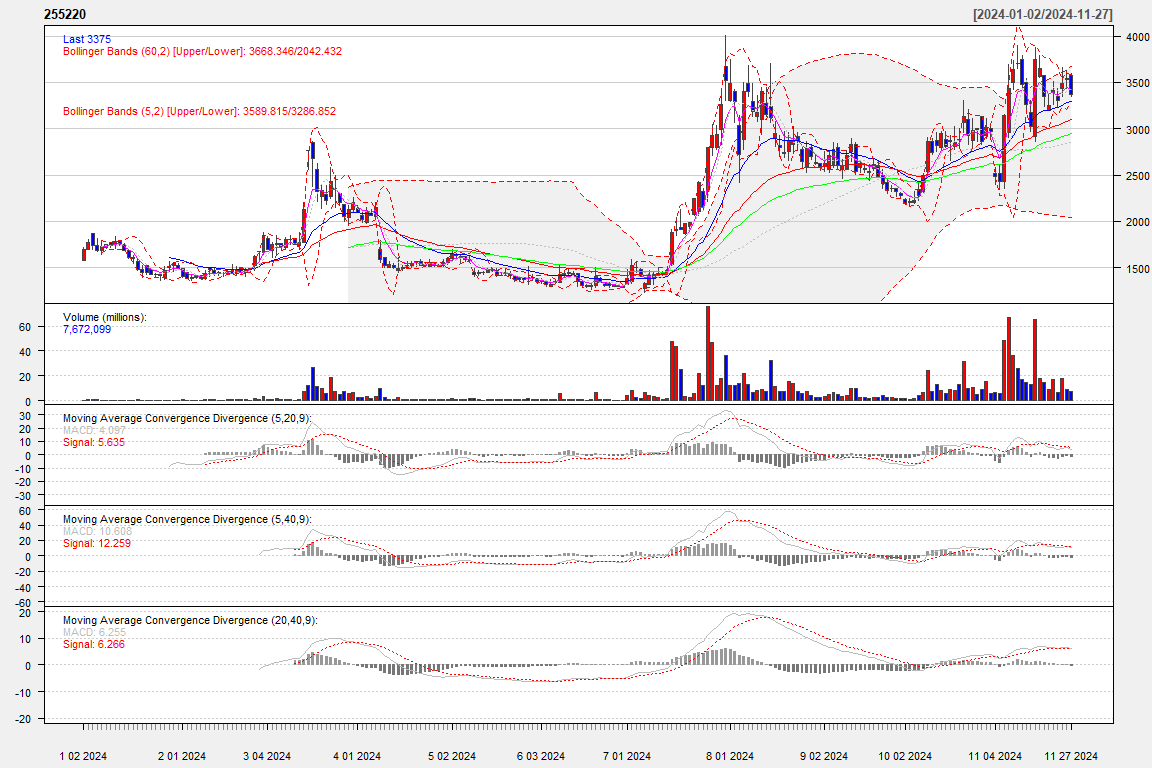 255220 [2024-01-02/2024-11-27]
Last 3375
Bollinger Bands (60,2) [Upper/Lower]: 3668.346/2042.432
Bollinger Bands (5,2) [Upper/Lower]: 3589.815/3286.852
4000
3500
3000
2500
2000
1500
Volume (millions):
7,672,099
60
40
20
0
Moving Average Convergence Divergence (5,20,9):
MACD: 4.097
Signal: 5.635
30
20
10
0
-10
-20
-30
Moving Average Convergence Divergence (5,40,9):
MACD: 10.608
Signal: 12.259
60
40
20
0
-20
-40
-60
Moving Average Convergence Divergence (20,40,9):
MACD: 6.255
Signal: 6.266
20
10
0
-10
-20
1 02 2024 2 01 2024 3 04 2024 4 01 2024 5 02 2024 6 03 2024 7 01 2024 8 01 2024 9 02 2024 10 02 2024 11 04 2024 11 27 2024